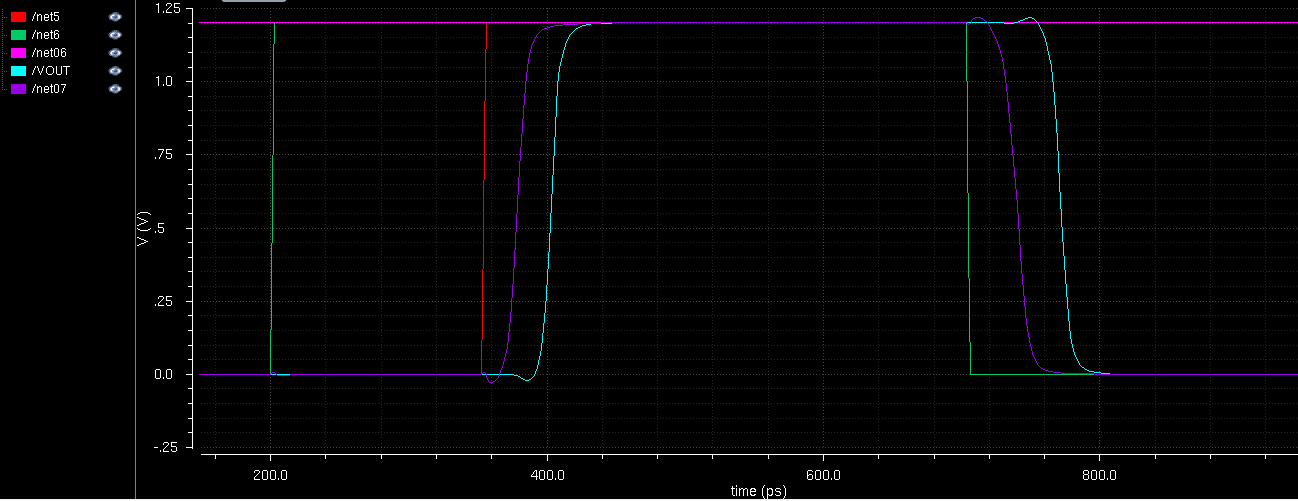 /net5
/net6
/net06
/VOUT
/net07
1.25
1.0
.75
.5
.25
0.0
-.25
V (V)
200.0 400.0 600.0 800.0
time (ps)